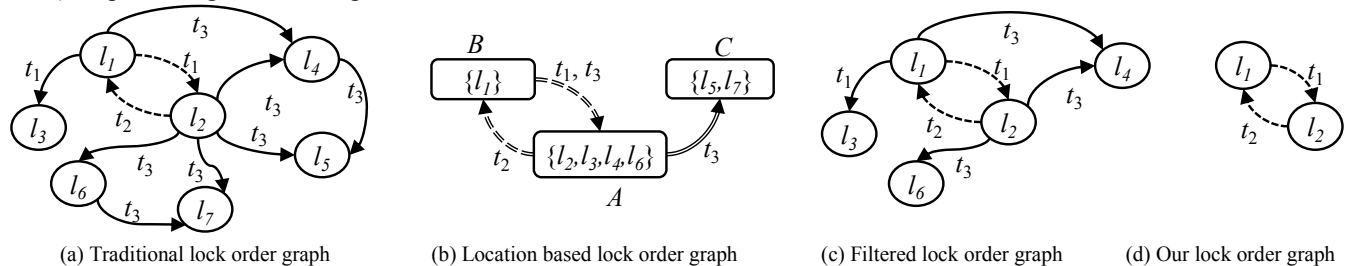 t3
l1
t1
t1
t2
l2
l3
l4
t3
t3
t3
l5
t3
t3
l6
t3
l7
(a) Traditional lock order graph
B
{l1}
t1, t3
C
{l5,l7}
t2
{l2,l3,l4,l6}
t3
A
(b) Location based lock order graph
t3
l1
t1
t1
t2
l2
l3
l4
t3
t3
l6
(c) Filtered lock order graph
l1
t1
t2
l2
(d) Our lock order graph